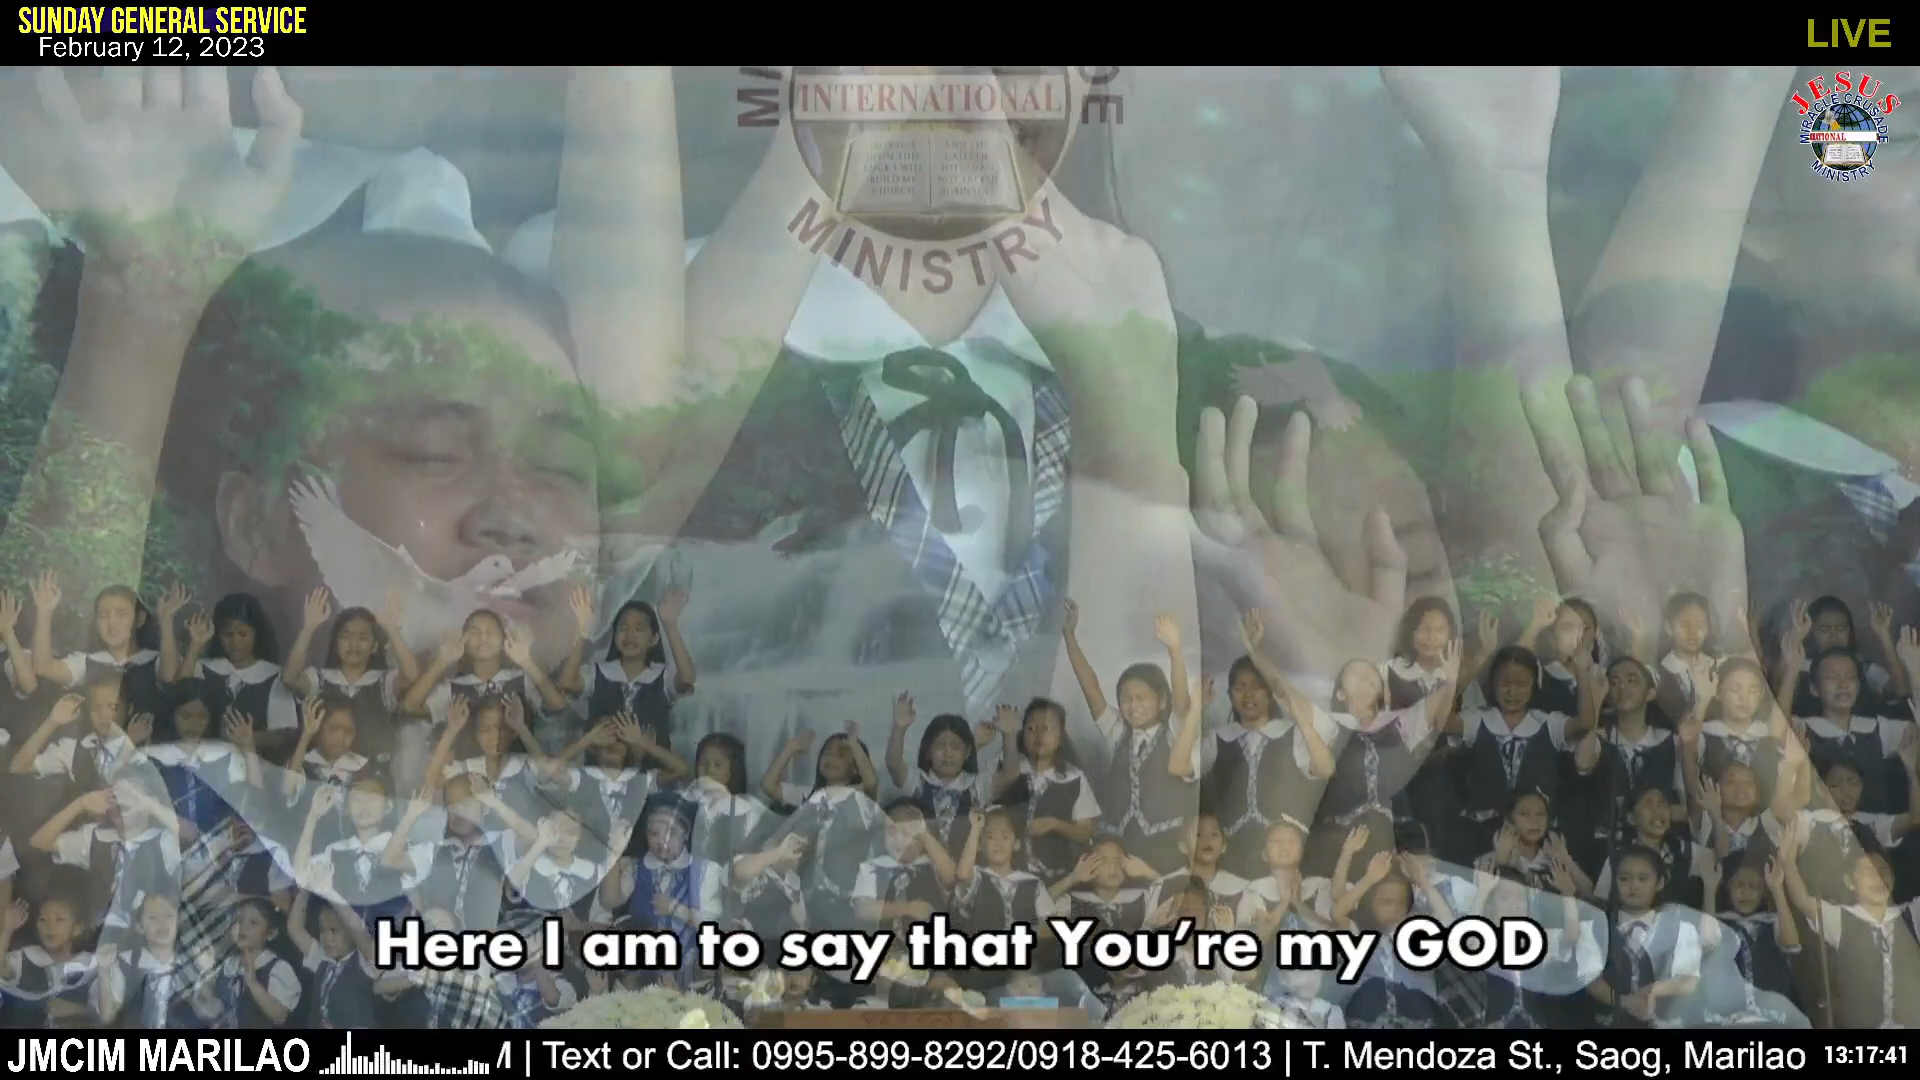 SUNDAY GENERAL SERVICE
February 12, 2023
LIVE
JESUS
MIRACLE CRUSADE
MINISTRY
INTERNATIONAL
MINISTRY
Here I am to say that You're my GOD
JMCIM MARILAO
| Text or Call: 0995-899-8292/0918-425-6013 | T. Mendoza St., Saog, Marilao
13:17:41